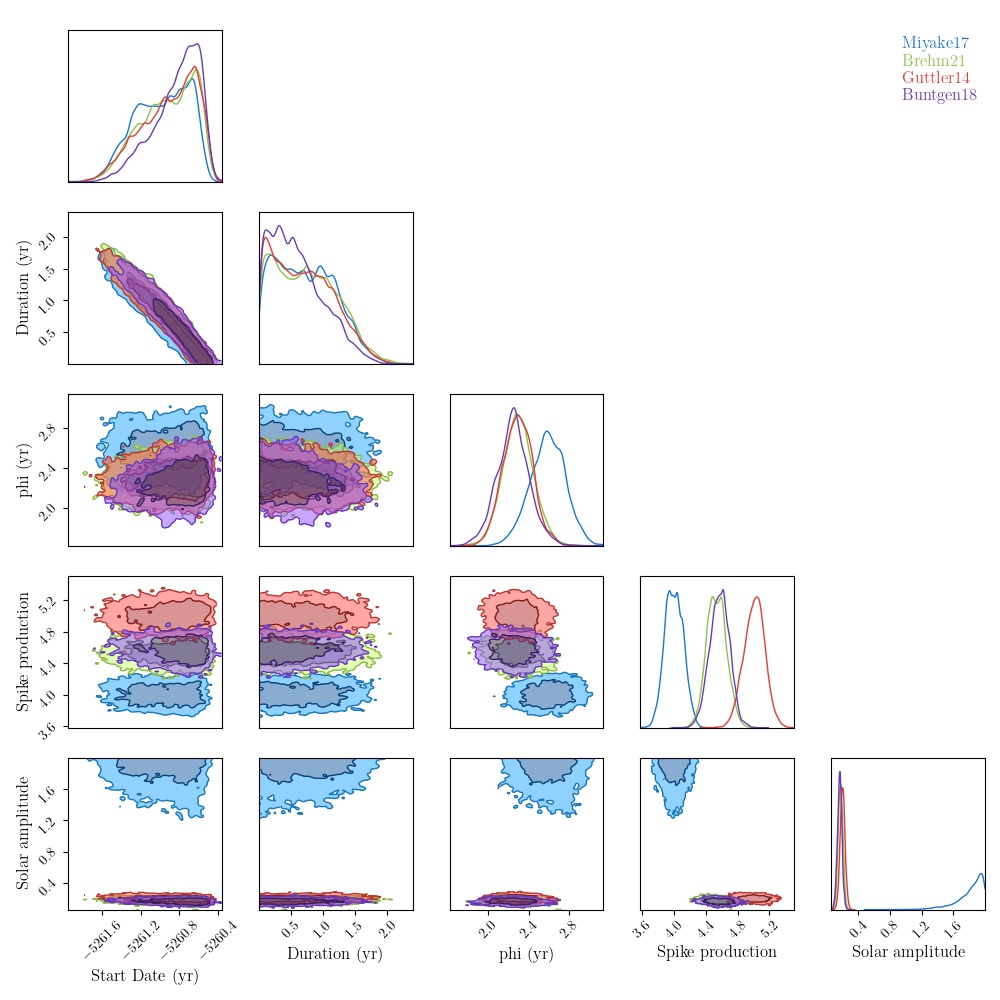 Miyake17
Brehm21
Guttler14
Buntgen18
Duration (yr)
2.0
1.5
1.0
0.5
phi (yr)
2.8
2.4
2.0
Spike production
5.2
4.8
4.4
4.0
3.6
Solar amplitude
1.6
1.2
0.8
0.4
−5261.6 −5261.2 −5260.8 −5260.4
0.5 1.0 1.5 2.0
2.0 2.4 2.8
3.6 4.0 4.4 4.8 5.2
0.4 0.8 1.2 1.6
Start Date (yr)
Duration (yr)
phi (yr)
Spike production
Solar amplitude